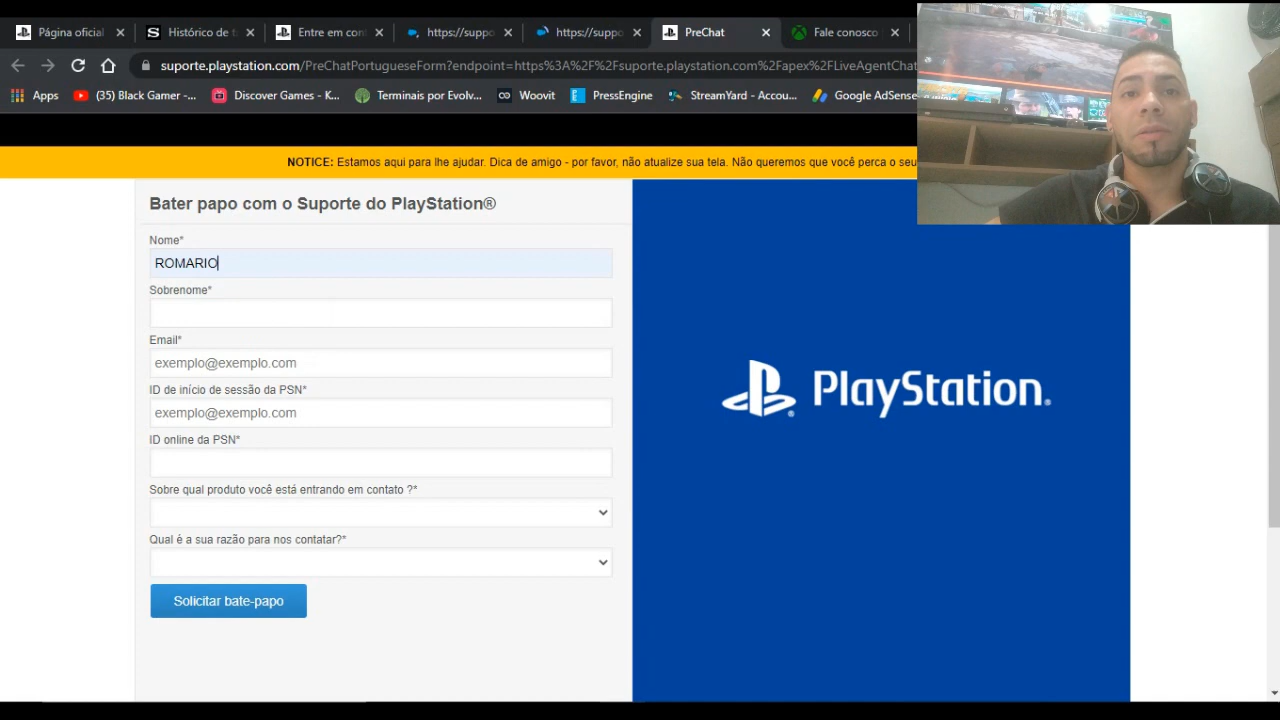 Página oficial
História de t
Entre em co
-suppo
https://suppo
PreChat
Fale conosco
suporte.playstation.com/PreChatPortugueseForm?endpoint=https%3A%2F%2Fsuporte.playstation.com%2Fapex%2FLiveAgentChat
Apps
(35) Black Gamer -...
Discover Games - K...
Terminais por Evolv...
Woovit
PressEngine
StreamYard - Accou...
Google AdSense
NOTICE: Estamos aqui para lhe ajudar. Dica de amigo - por favor, não atualize sua tela. Não queremos que você perca o seu
Bater papo com o Suporte do PlayStation®
Nome*
ROMARIO
Sobrenome*
Email*
exemplo@exemplo.com
ID de início de sessão da PSN*
exemplo@exemplo.com
ID online da PSN*
Sobre qual produto você está entrando em contato ?*
Qual é a sua razão para nos contatar?*
Solicitar bate-papo
PlayStation®